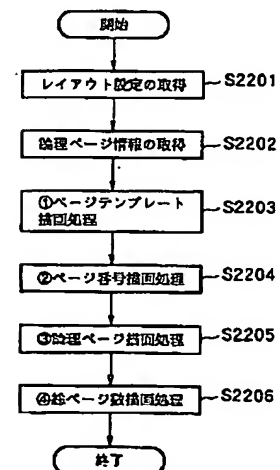 開始
レイアウト設定の取得
S2201
論理ページ情報の取得
S2202
①ページテンプレート
描画処理
S2203
②ページ番号描画処理
S2204
③論理ページ描画処理
S2205
④総ページ数描画処理
S2206
終了